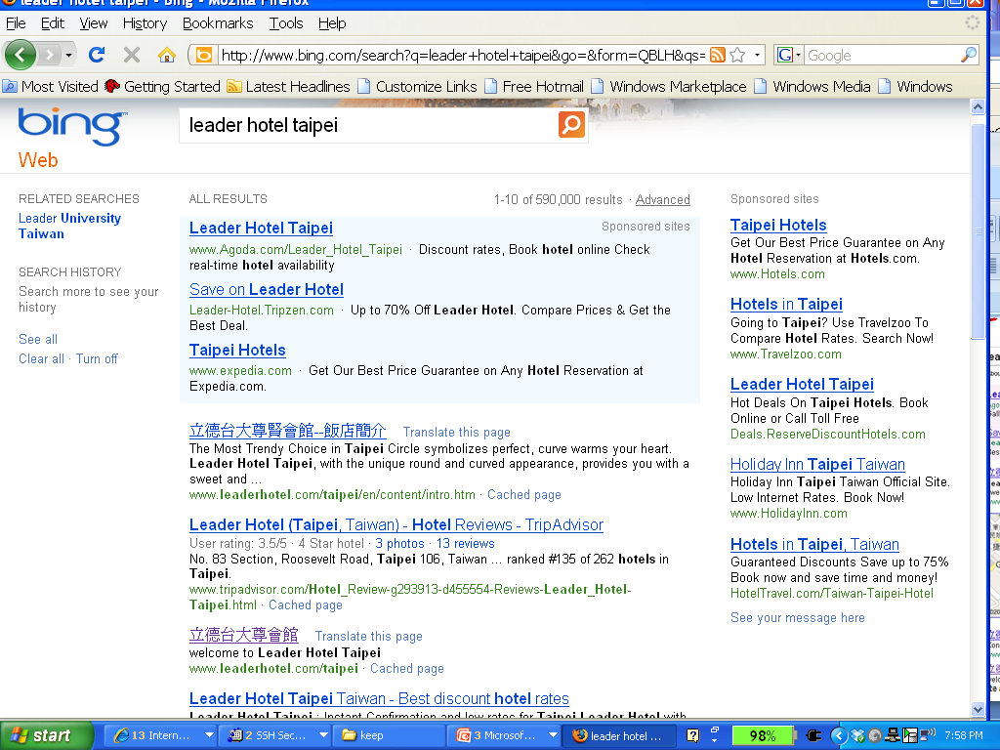 leader hotel taipei - Bing - Mozilla Firefox
File Edit View History Bookmarks Tools Help
http://www.bing.com/search?q=leader+hotel+taipei&go=&form=QBLH&qs=
G Google
Most Visited Getting Started Latest Headlines Customize Links Free Hotmail Windows Marketplace Windows Media Windows
bing™
leader hotel taipei
Web
RELATED SEARCHES
Leader University
Taiwan
SEARCH HISTORY
Search more to see your
history
See all
Clear all · Turn off
ALL RESULTS
1-10 of 590,000 results · Advanced
Leader Hotel Taipei
Sponsored sites
www.Agoda.com/Leader_Hotel_Taipei · Discount rates, Book hotel online Check
real-time hotel availability
Save on Leader Hotel
Leader-Hotel.Tripzen.com · Up to 70% Off Leader Hotel. Compare Prices & Get the
Best Deal.
Taipei Hotels
www.expedia.com · Get Our Best Price Guarantee on Any Hotel Reservation at
Expedia.com.
立德台大尊賢會館--飯店簡介 Translate this page
The Most Trendy Choice in Taipei Circle symbolizes perfect, curve warms your heart.
Leader Hotel Taipei, with the unique round and curved appearance, provides you with a
sweet and ...
www.leaderhotel.com/taipei/en/content/intro.htm · Cached page
Leader Hotel (Taipei, Taiwan) - Hotel Reviews - TripAdvisor
User rating: 3.5/5 · 4 Star hotel · 3 photos · 13 reviews
No. 83 Section, Roosevelt Road, Taipei 106, Taiwan ... ranked #135 of 262 hotels in
Taipei.
www.tripadvisor.com/Hotel_Review-g293913-d455554-Reviews-Leader_Hotel-
Taipei.html · Cached page
立德台大尊會館 Translate this page
welcome to Leader Hotel Taipei
www.leaderhotel.com/taipei · Cached page
Leader Hotel Taipei Taiwan - Best discount hotel rates
Leader Hotel Taipei : Instant Confirmation and low rates for Taipei Leader Hotel with
Sponsored sites
Taipei Hotels
Get Our Best Price Guarantee on Any
Hotel Reservation at Hotels.com.
www.Hotels.com
Hotels in Taipei
Going to Taipei? Use Travelzoo To
Compare Hotel Rates. Search Now!
www.Travelzoo.com
Leader Hotel Taipei
Hot Deals On Taipei Hotels. Book
Online or Call Toll Free
Deals.ReserveDiscountHotels.com
Holiday Inn Taipei Taiwan
Holiday Inn Taipei Taiwan Official Site.
Low Internet Rates. Book Now!
www.HolidayInn.com
Hotels in Taipei, Taiwan
Guaranteed Discounts Save up to 75%
Book now and save time and money!
HotelTravel.com/Taiwan-Taipei-Hotel
See your message here
start 13 Intern... 2 SSH Sec... keep 3 Microsof... leader hotel ... 98% 7:58 PM